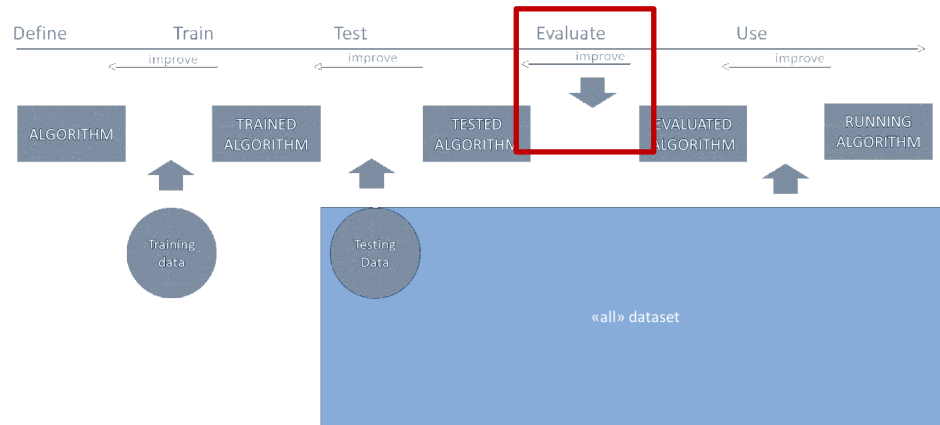 Define Train Test Evaluate Use
improve improve improve improve
ALGORITHM
TRAINED
ALGORITHM
TESTED
ALGORITHM
EVALUATED
ALGORITHM
RUNNING
ALGORITHM
Training
data
Testing
Data
«all» dataset